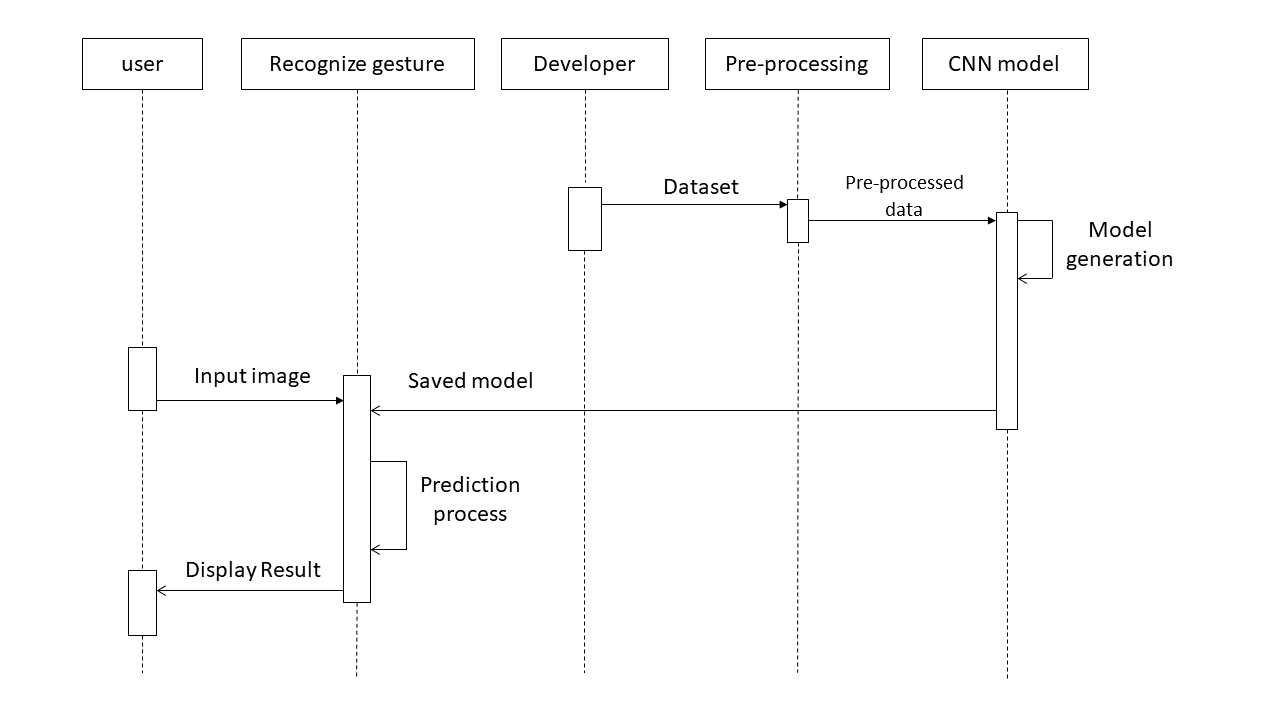 user
Recognize gesture
Developer
Pre-processing
CNN model
Dataset
Pre-processed
data
Model
generation
Input image
Saved model
Prediction
process
Display Result